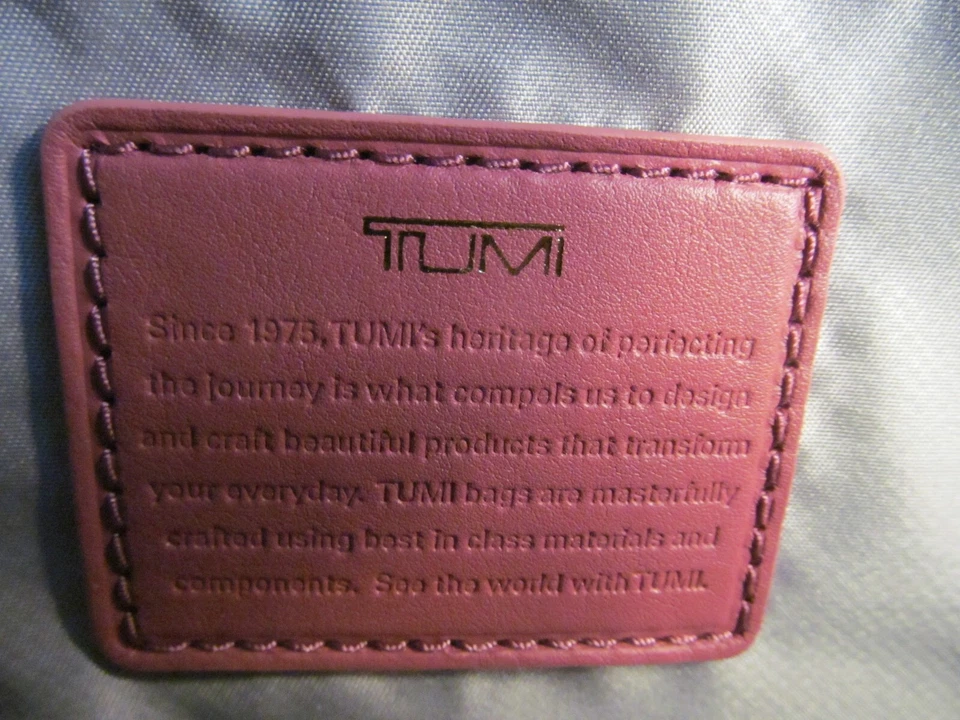 TUMI
Since 1975, TUMI's heritage of perfecting
the journey is what compels us to design
and craft beautiful products that transform
your everyday. TUMI bags are masterfully
crafted using best in class materials and
components. See the world with TUMI.